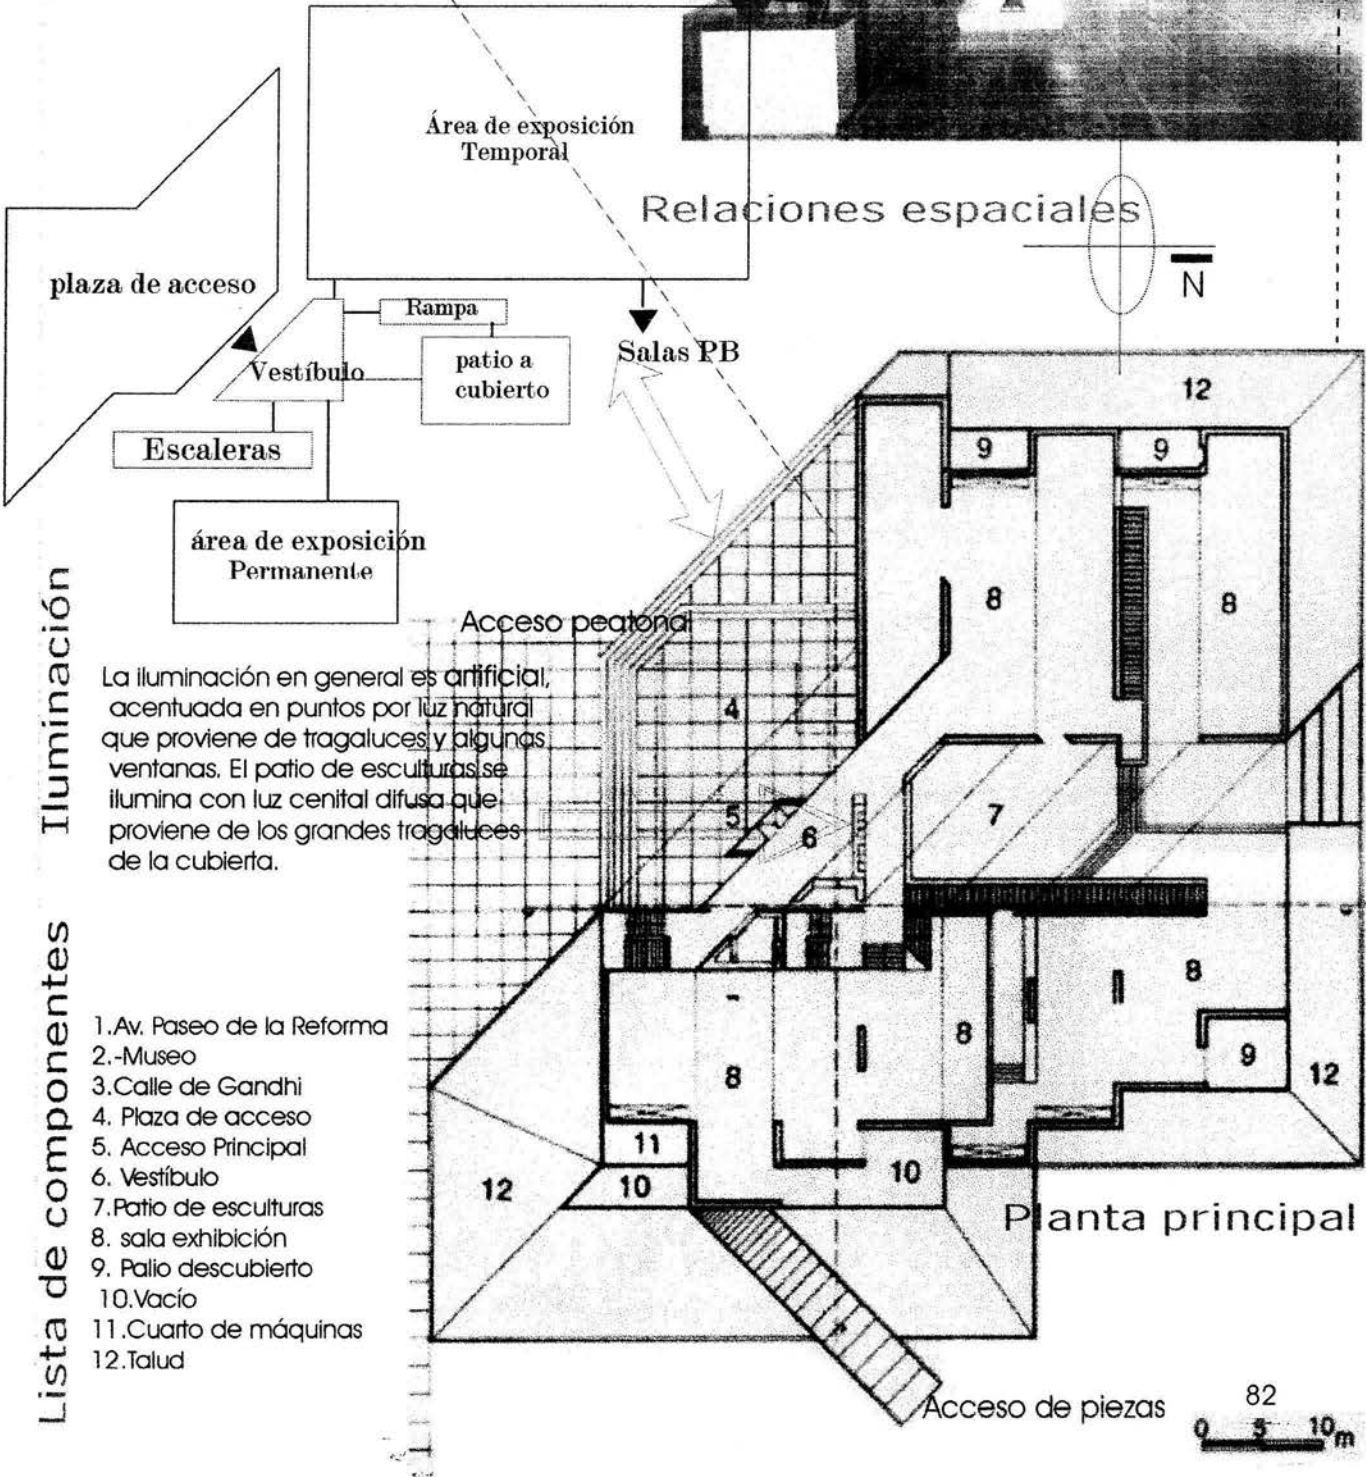 Área de exposición
Temporal
Relaciones espaciales
N
plaza de acceso
Rampa
Vestíbulo
patio a
cubierto
Salas PB
Escaleras
área de exposición
Permanente
Iluminación
Acceso peatona
La iluminación en general es artificial,
acentuada en puntos por luz natural
que proviene de tragaluces y algunas
ventanas. El patio de esculturas se
ilumina con luz cenital difusa que
proviene de los grandes tragaluces
de la cubierta.
12
9
9
8
8
4
5
6
7
8
8
8
9
12
11
10
10
12
Lista de componentes
1.Av. Paseo de la Reforma
2.-Museo
3.Calle de Gandhi
4. Plaza de acceso
5. Acceso Principal
6. Vestíbulo
7.Patio de esculturas
8. sala exhibición
9. Palio descubierto
10.Vacío
11.Cuarto de máquinas
12.Talud
Planta principal
Acceso de piezas
82
0 5 10m